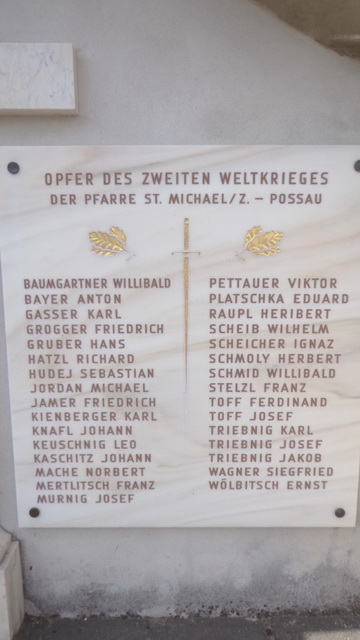 OPFER DES ZWEITEN WELTKRIEGES
DER PFARRE ST. MICHAEL/Z. – POSSAU
BAUMGARTNER WILLIBALD
BAYER ANTON
GASSER KARL
GROGGER FRIEDRICH
GRUBER HANS
HATZL RICHARD
HUDEJ SEBASTIAN
JORDAN MICHAEL
JAMER FRIEDRICH
KIENBERGER KARL
KNAFL JOHANN
KEUSCHNIG LEO
KASCHITZ JOHANN
MACHE NORBERT
MERTLITSCH FRANZ
MURNIG JOSEF
PETTAUER VIKTOR
PLATSCHKA EDUARD
RAUPL HERIBERT
SCHEIB WILHELM
SCHEICHER IGNAZ
SCHMOLY HERBERT
SCHMID WILLIBALD
STELZL FRANZ
TOFF FERDINAND
TOFF JOSEF
TRIEBNIG KARL
TRIEBNIG JOSEF
TRIEBNIG JAKOB
WAGNER SIEGFRIED
WÖLBITSCH ERNST